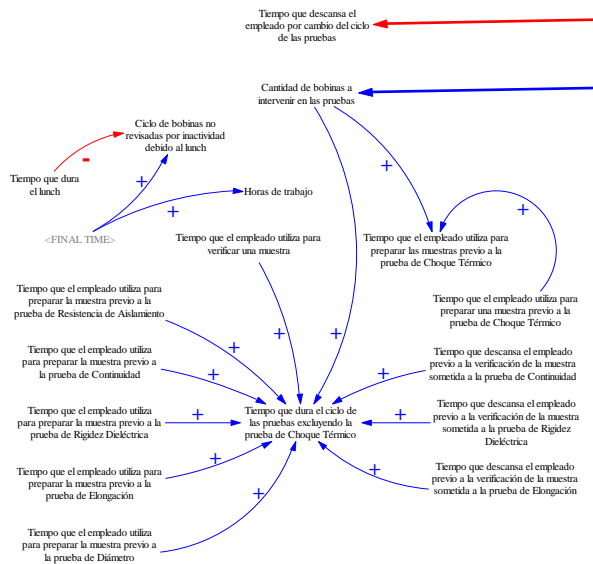 Tiempo que descansa el
empleado por cambio del ciclo
de las pruebas
Cantidad de bobinas a
intervenir en las pruebas
Ciclo de bobinas no
revisadas por inactividad
debido al lunch
+
-
Tiempo que dura
el lunch
+
+
Horas de trabajo
+
<FINAL TIME>
Tiempo que el empleado utiliza para
verificar una muestra
Tiempo que el empleado utiliza para
preparar las muestras previo a la
prueba de Choque Térmico
+
Tiempo que el empleado utiliza para
preparar la muestra previo a la
prueba de Resistencia de Aislamiento
Tiempo que el empleado utiliza para
preparar una muestra previo a la
prueba de Choque Térmico
+
+
+
Tiempo que el empleado utiliza
para preparar la muestra previo a
la prueba de Continuidad
+
Tiempo que descansa el empleado
previo a la verificación de la muestra
sometida a la prueba de Continuidad
+
Tiempo que el empleado utiliza
para preparar la muestra previo a la
prueba de Rigidez Dieléctrica
+
Tiempo que dura el ciclo de
las pruebas excluyendo la
prueba de Choque Térmico
+
Tiempo que descansa el empleado
previo a la verificación de la muestra
sometida a la prueba de Rigidez
Dieléctrica
Tiempo que el empleado utiliza para
preparar la muestra previo a la
prueba de Elongación
+
+
Tiempo que descansa el empleado
previo a la verificación de la muestra
sometida a la prueba de Elongación
+
Tiempo que el empleado utiliza
para preparar la muestra previo a
la prueba de Diámetro